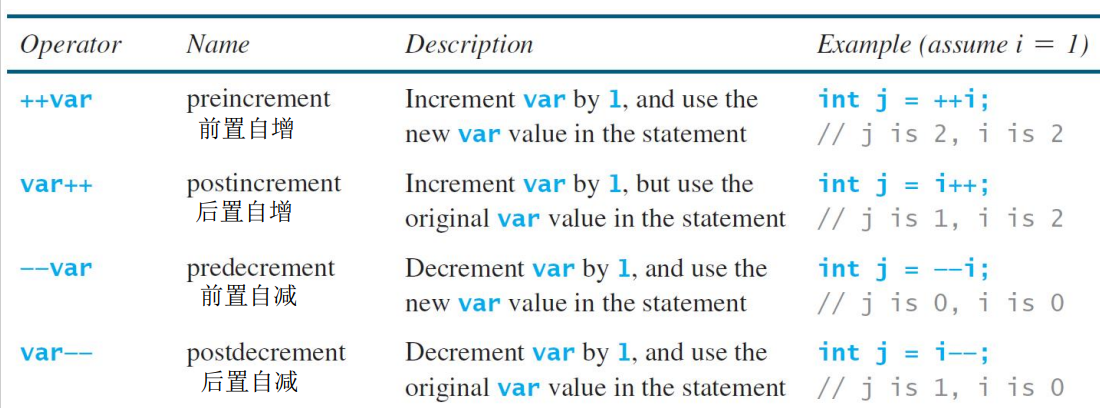 Operator Name Description Example (assume i = 1)
++var preincrement Increment var by 1, and use the int j = ++i;
前置自增 new var value in the statement // j is 2, i is 2
var++ postincrement Increment var by 1, but use the int j = i++;
后置自增 original var value in the statement // j is 1, i is 2
--var predecrement Decrement var by 1, and use the int j = --i;
前置自减 new var value in the statement // j is 0, i is 0
var-- postdecrement Decrement var by 1, and use the int j = i--;
后置自减 original var value in the statement // j is 1, i is 0